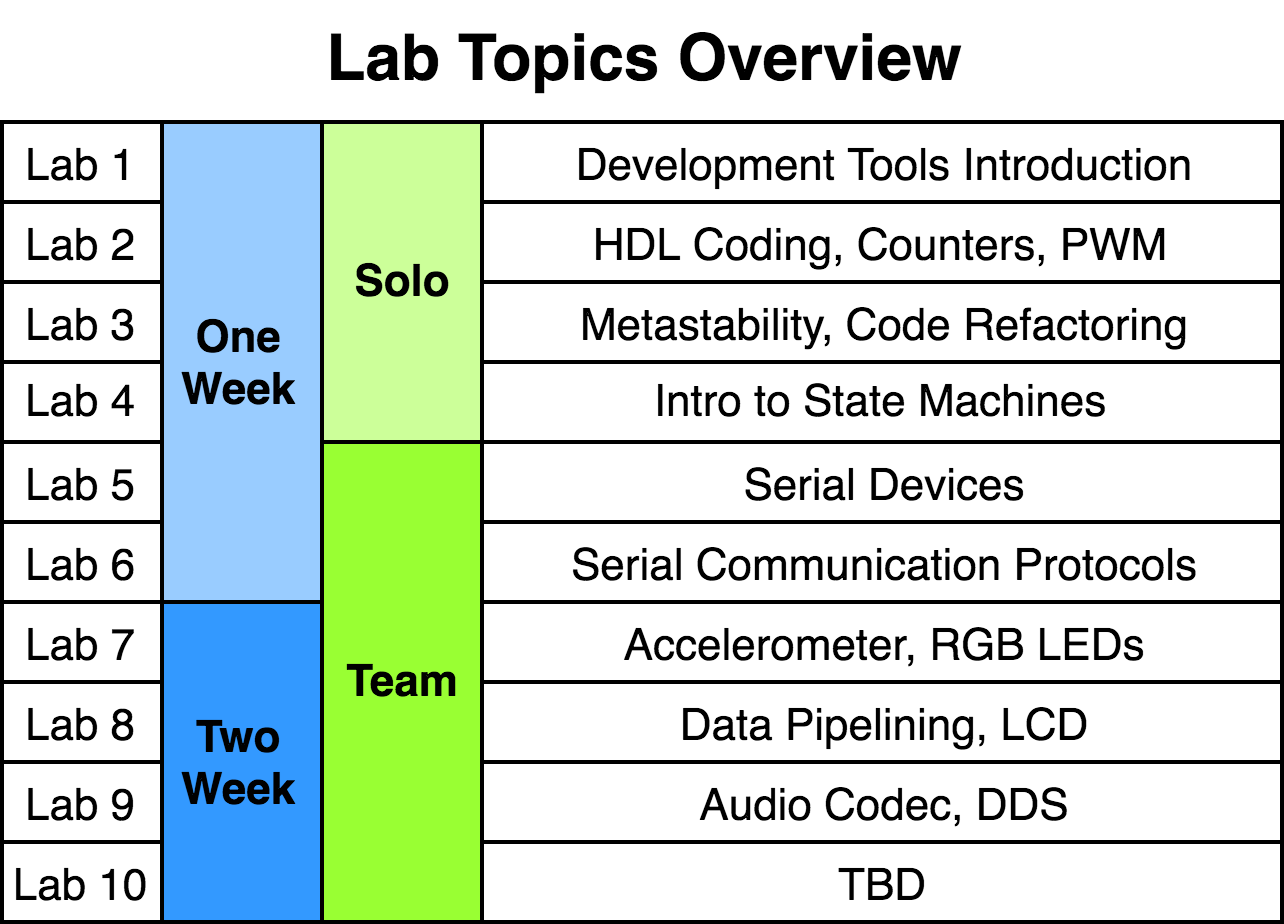 Lab Topics Overview
Lab 1
Development Tools Introduction
Lab 2
HDL Coding, Counters, PWM
Solo
Lab 3
Metastability, Code Refactoring
One
Week
Lab 4
Intro to State Machines
Lab 5
Serial Devices
Lab 6
Serial Communication Protocols
Lab 7
Accelerometer, RGB LEDs
Team
Lab 8
Data Pipelining, LCD
Two
Week
Lab 9
Audio Codec, DDS
Lab 10
TBD